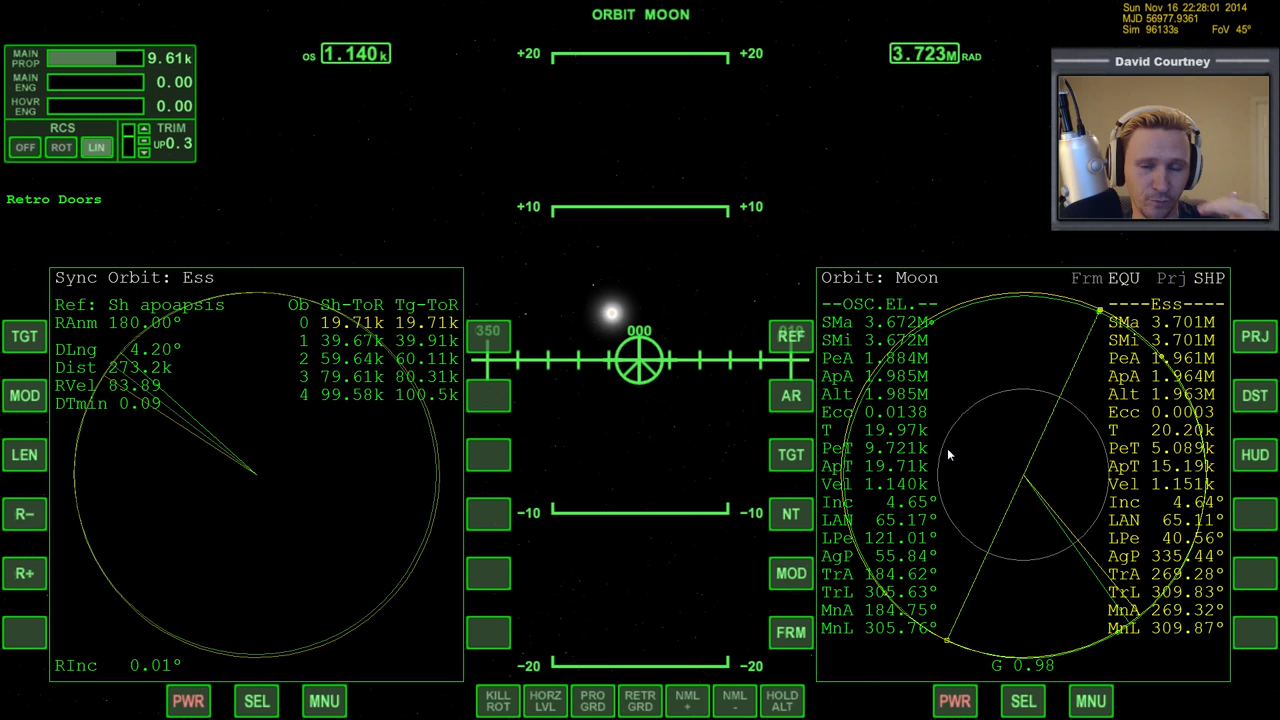 ORBIT MOON
Sun Nov 16 22:28:01 2014
MJD 56977.9361
Sim 96133s FoV 45°
David Courtney
MAIN PROP 9.61k
MAIN ENG 0.00
HOVR ENG 0.00
RCS TRIM
OFF ROT LIN UP 0.3
OS 1.140k
3.723M RAD
Retro Doors
+20 +20
+10 +10
350 000 010
-10 -10
-20 -20
Sync Orbit: Ess
Ref: Sh apoapsis Ob Sh-ToR Tg-ToR
RAnm 180.00° 0 19.71k 19.71k
1 39.67k 39.91k
DLng 4.20° 2 59.64k 60.11k
Dist 273.2k 3 79.61k 80.31k
RVel 83.89 4 99.58k 100.5k
DTmin 0.09
RInc 0.01°
TGT
MOD
LEN
R-
R+
PWR SEL MNU
KILL ROT
HORZ LVL
PRO GRD
RETR GRD
NML +
NML -
HOLD ALT
REF
AR
TGT
NT
MOD
FRM
Orbit: Moon Frm EQU Prj SHP
--OSC.EL.-- ----Ess----
SMa 3.672M SMa 3.701M
SMi 3.672M SMi 3.701M
PeA 1.884M PeA 1.961M
ApA 1.985M ApA 1.964M
Alt 1.985M Alt 1.963M
Ecc 0.0138 Ecc 0.0003
T 19.97k T 20.20k
PeT 9.721k PeT 5.089k
ApT 19.71k ApT 15.19k
Vel 1.140k Vel 1.151k
Inc 4.65° Inc 4.64°
LAN 65.17° LAN 65.11°
LPe 121.01° LPe 40.56°
AgP 55.84° AgP 335.44°
TrA 184.62° TrA 269.28°
TrL 305.63° TrL 309.83°
MnA 184.75° MnA 269.32°
MnL 305.76° MnL 309.87°
G 0.98
PRJ
DST
HUD
PWR SEL MNU